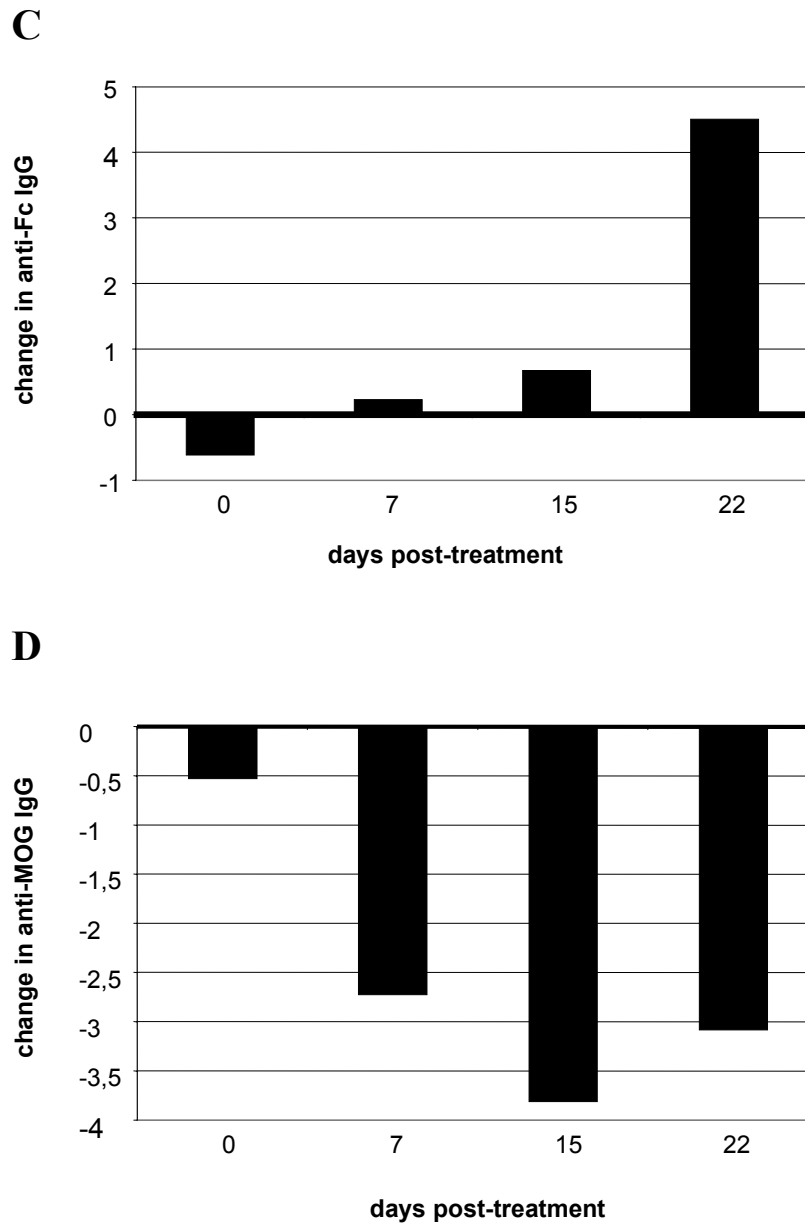 C
5
4
3
2
1
0
-1
change in anti-Fc IgG
0 7 15 22
days post-treatment
D
0
-0,5
-1
-1,5
-2
-2,5
-3
-3,5
-4
change in anti-MOG IgG
0 7 15 22
days post-treatment